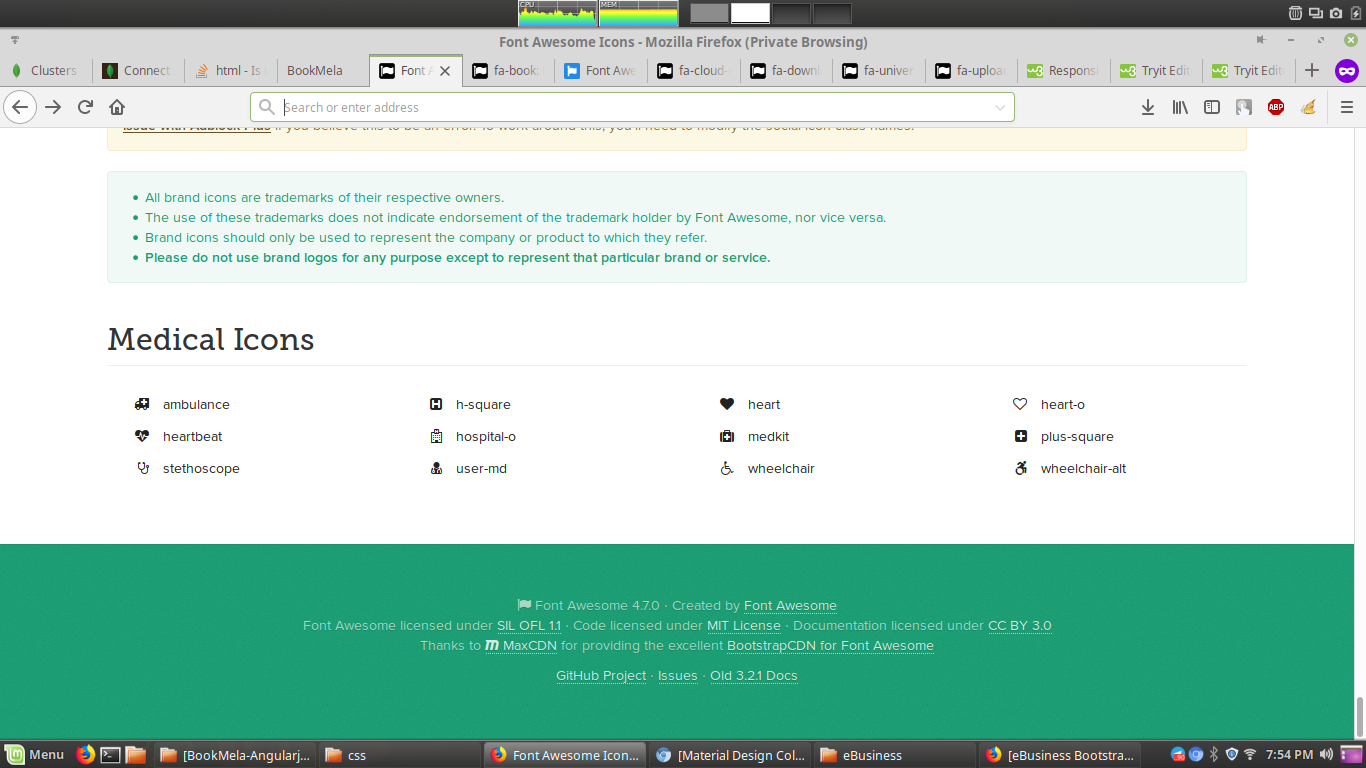 CPU MEM
Font Awesome Icons - Mozilla Firefox (Private Browsing)
Clusters Connect html - Is BookMela Font A fa-book: Font Awe fa-cloud- fa-downl fa-univer fa-uploa Respons Tryit Edit Tryit Edit
Search or enter address ABP
Issue with Adblock Plus if you believe this to be an error. To work around this, you'll need to modify the social icon class names.
All brand icons are trademarks of their respective owners.
The use of these trademarks does not indicate endorsement of the trademark holder by Font Awesome, nor vice versa.
Brand icons should only be used to represent the company or product to which they refer.
Please do not use brand logos for any purpose except to represent that particular brand or service.
Medical Icons
ambulance h-square heart heart-o
heartbeat hospital-o medkit plus-square
stethoscope user-md wheelchair wheelchair-alt
Font Awesome 4.7.0 · Created by Font Awesome
Font Awesome licensed under SIL OFL 1.1 · Code licensed under MIT License · Documentation licensed under CC BY 3.0
Thanks to MaxCDN for providing the excellent BootstrapCDN for Font Awesome
GitHub Project · Issues · Old 3.2.1 Docs
Menu [BookMela-Angularj... css Font Awesome Icon... [Material Design Col... eBusiness [eBusiness Bootstra... 7:54 PM